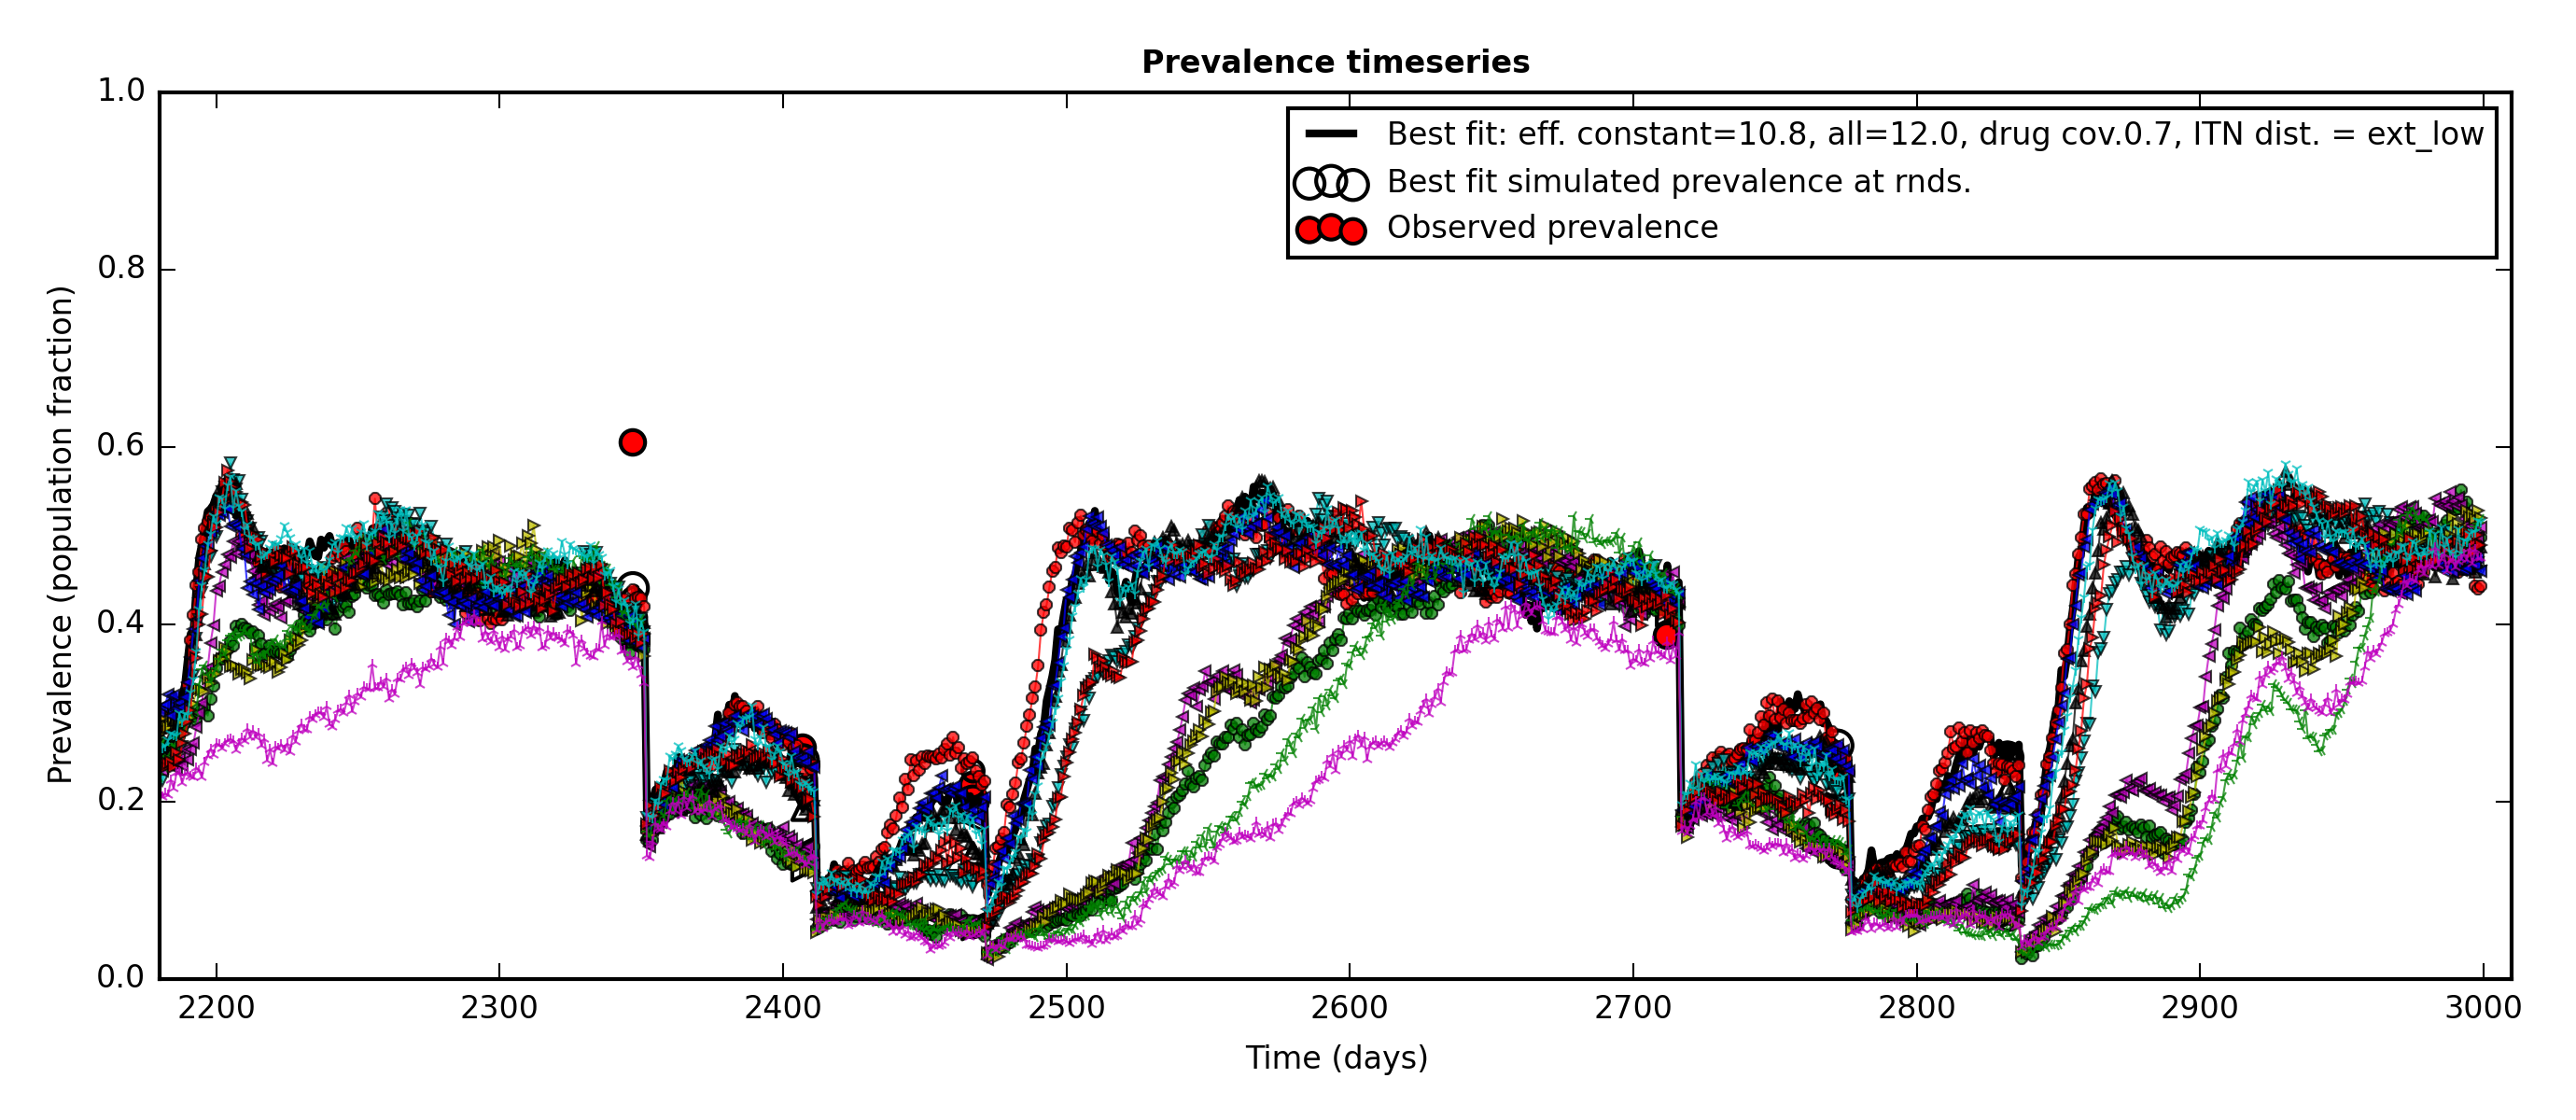 Prevalence timeseries
1.0
0.8
0.6
0.4
0.2
0.0
Prevalence (population fraction)
Best fit: eff. constant=10.8, all=12.0, drug cov.0.7, ITN dist. = ext_low
Best fit simulated prevalence at rnds.
Observed prevalence
2200 2300 2400 2500 2600 2700 2800 2900 3000
Time (days)